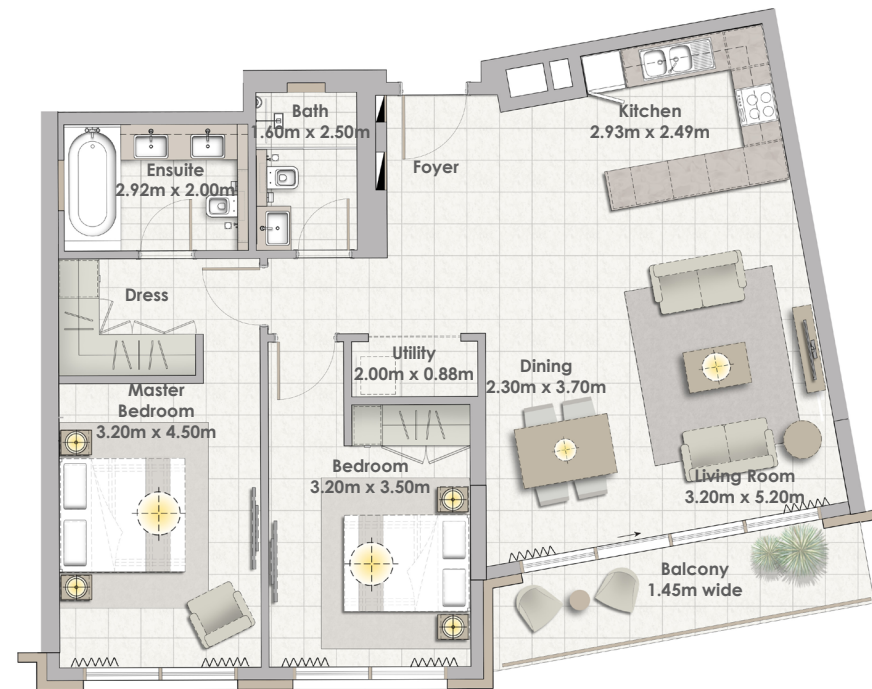 Bath
1.60m x 2.50m
Kitchen
2.93m x 2.49m
Foyer
Ensuite
2.92m x 2.00m
Dress
Utility
2.00m x 0.88m
Dining
2.30m x 3.70m
Master
Bedroom
3.20m x 4.50m
Bedroom
3.20m x 3.50m
Living Room
3.20m x 5.20m
Balcony
1.45m wide